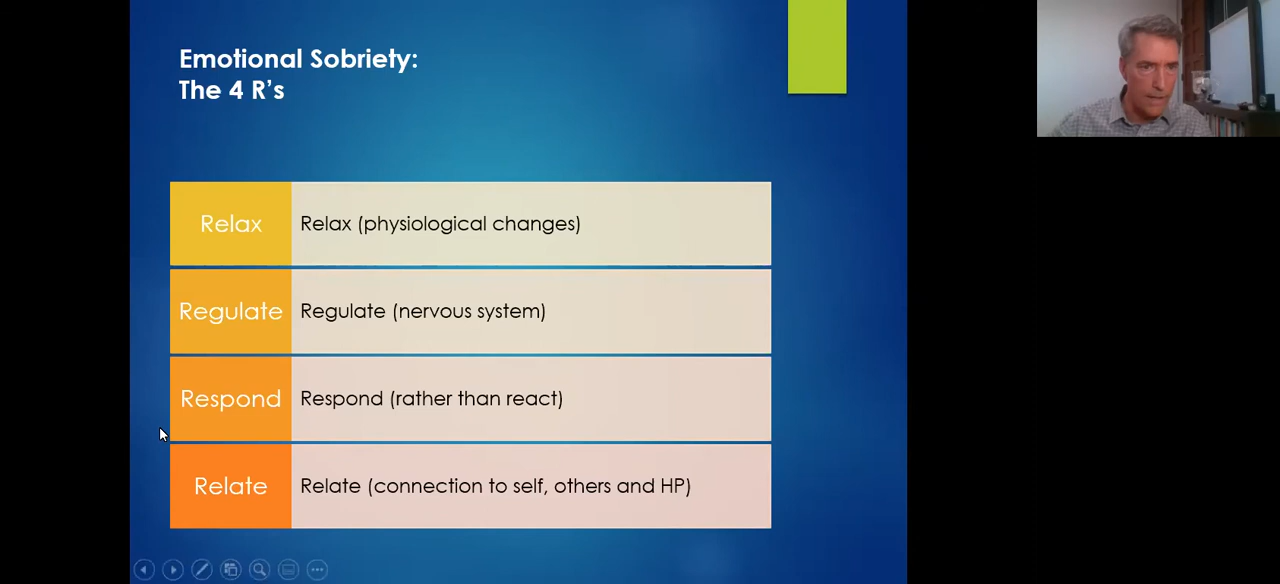 Emotional Sobriety:
The 4 R's
Relax
Relax (physiological changes)
Regulate
Regulate (nervous system)
Respond
Respond (rather than react)
Relate
Relate (connection to self, others and HP)